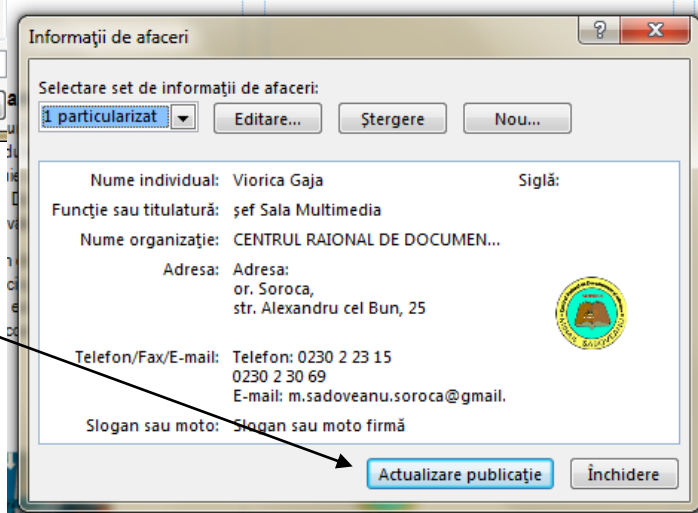 Informaţii de afaceri
Selectare set de informaţii de afaceri:
1 particularizat Editare... Ştergere Nou...
Nume individual: Viorica Gaja Siglă:
Funcţie sau titulatură: şef Sala Multimedia
Nume organizaţie: CENTRUL RAIONAL DE DOCUMEN...
Adresa: Adresa:
or. Soroca,
str. Alexandru cel Bun, 25
Telefon/Fax/E-mail: Telefon: 0230 2 23 15
0230 2 30 69
E-mail: m.sadoveanu.soroca@gmail.
Slogan sau moto: Slogan sau moto firmă
Actualizare publicaţie Închidere